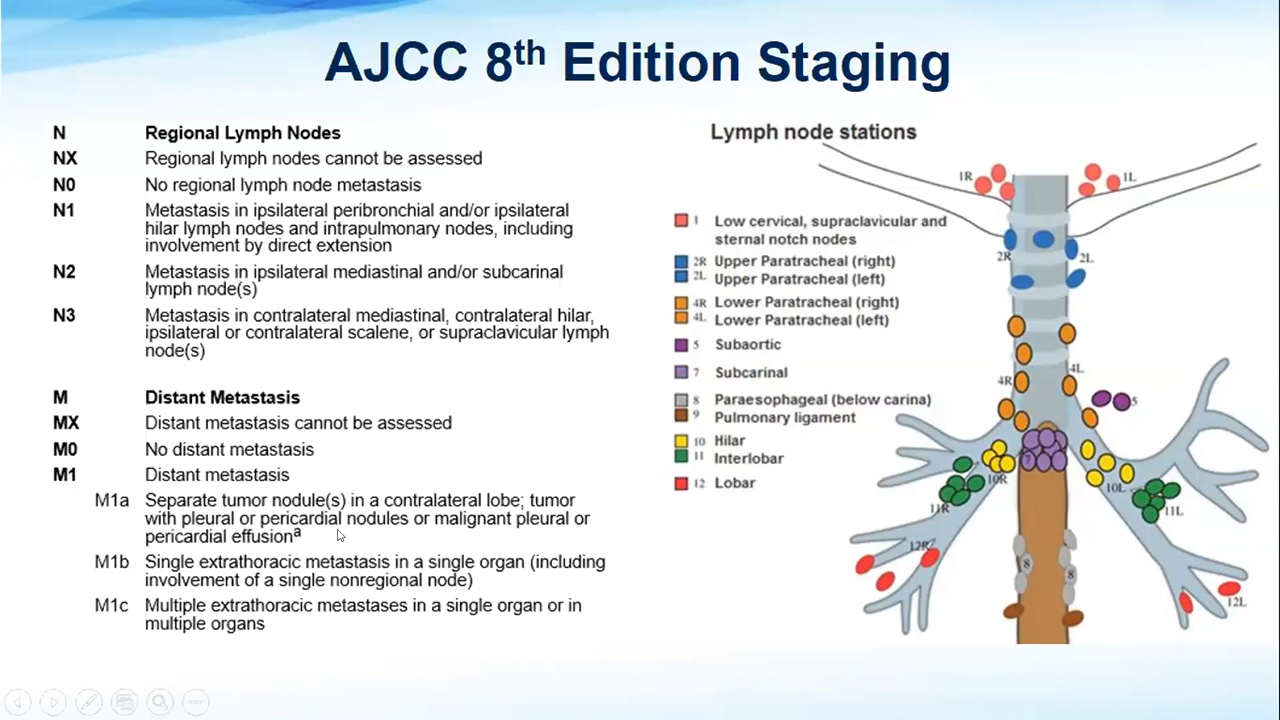 AJCC 8th Edition Staging
N Regional Lymph Nodes
NX Regional lymph nodes cannot be assessed
N0 No regional lymph node metastasis
N1 Metastasis in ipsilateral peribronchial and/or ipsilateral
hilar lymph nodes and intrapulmonary nodes, including
involvement by direct extension
N2 Metastasis in ipsilateral mediastinal and/or subcarinal
lymph node(s)
N3 Metastasis in contralateral mediastinal, contralateral hilar,
ipsilateral or contralateral scalene, or supraclavicular lymph
node(s)
M Distant Metastasis
MX Distant metastasis cannot be assessed
M0 No distant metastasis
M1 Distant metastasis
M1a Separate tumor nodule(s) in a contralateral lobe; tumor
with pleural or pericardial nodules or malignant pleural or
pericardial effusiona
M1b Single extrathoracic metastasis in a single organ (including
involvement of a single nonregional node)
M1c Multiple extrathoracic metastases in a single organ or in
multiple organs
Lymph node stations
1 Low cervical, supraclavicular and
sternal notch nodes
2R Upper Paratracheal (right)
2L Upper Paratracheal (left)
4R Lower Paratracheal (right)
4L Lower Paratracheal (left)
5 Subaortic
7 Subcarinal
8 Paraesophageal (below carina)
9 Pulmonary ligament
10 Hilar
11 Interlobar
12 Lobar
1R
1L
2R
2L
4R
4L
5
7
10R
10L
11R
11L
12R
8
8
12L